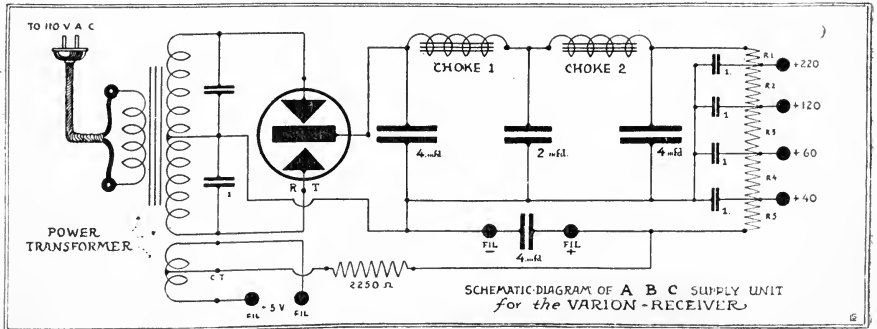 TO 110 V A C
CHOKE 1
CHOKE 2
R1
+220
1.
R2
+120
1
R3
+60
1
R4
+40
1.
R5
4.mfd.
2 mfd.
4 mfd
R T
1
POWER
TRANSFORMER
FIL
-
FIL
+
4.mfd.
C T
2250 Ω
FIL
5V
FIL
SCHEMATIC-DIAGRAM OF A B C SUPPLY UNIT
for the VARION-RECEIVER